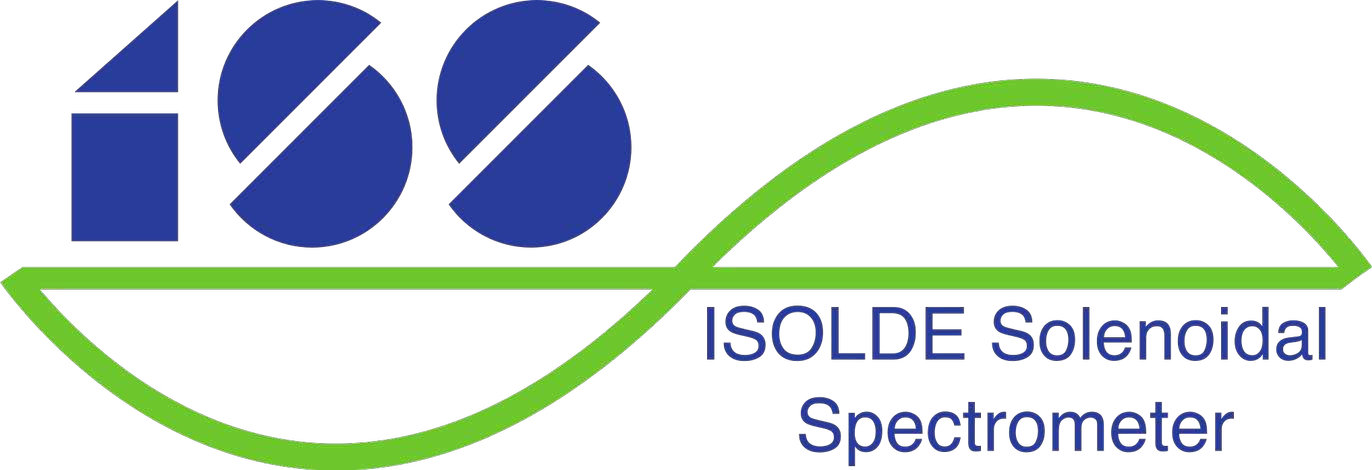 iSS
ISOLDE Solenoidal
Spectrometer